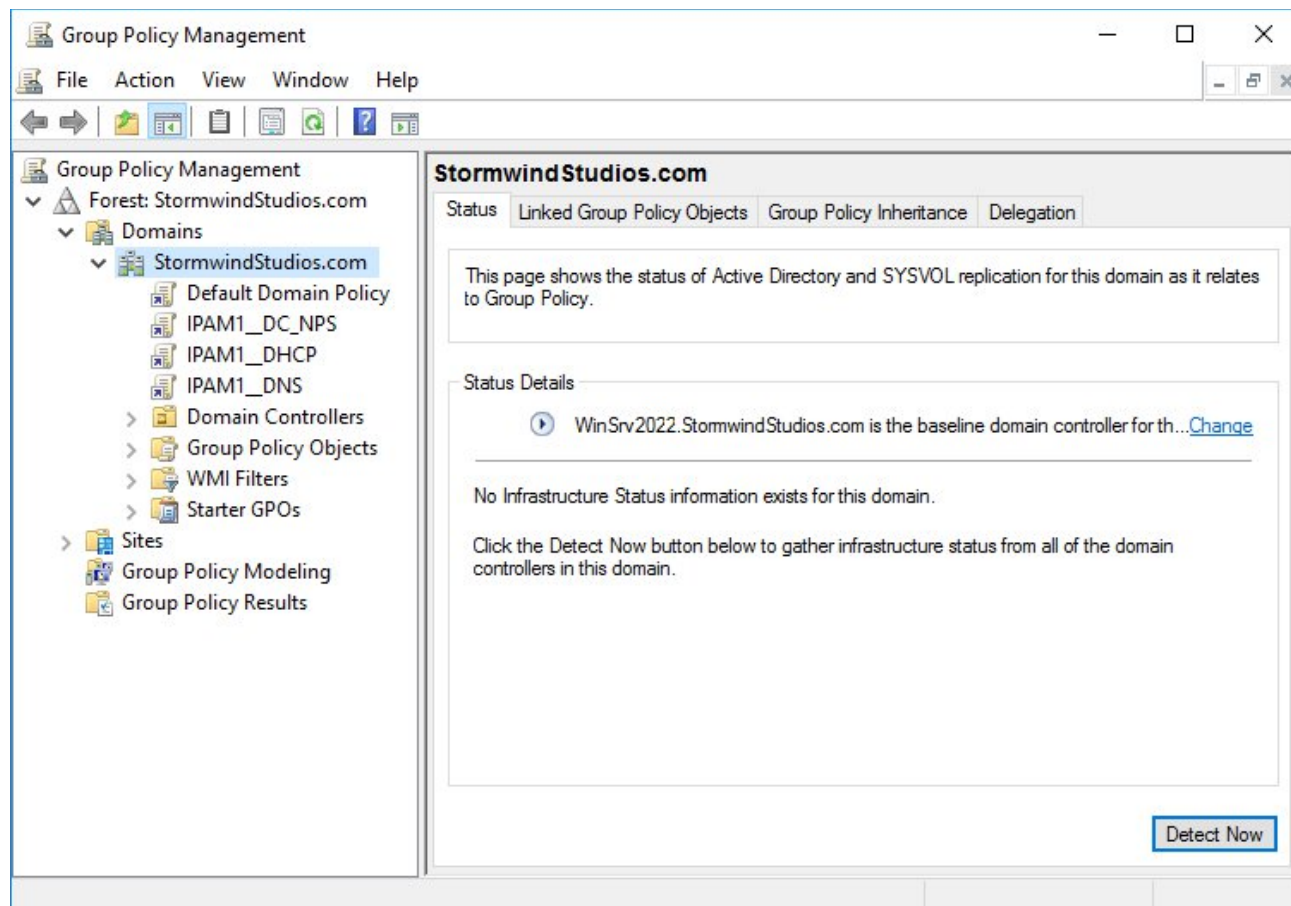 Group Policy Management
File Action View Window Help
Group Policy Management
Forest: StormwindStudios.com
Domains
StormwindStudios.com
Default Domain Policy
IPAM1__DC_NPS
IPAM1__DHCP
IPAM1__DNS
Domain Controllers
Group Policy Objects
WMI Filters
Starter GPOs
Sites
Group Policy Modeling
Group Policy Results
StormwindStudios.com
Status Linked Group Policy Objects Group Policy Inheritance Delegation
This page shows the status of Active Directory and SYSVOL replication for this domain as it relates
to Group Policy.
Status Details
WinSrv2022.StormwindStudios.com is the baseline domain controller for th...Change
No Infrastructure Status information exists for this domain.
Click the Detect Now button below to gather infrastructure status from all of the domain
controllers in this domain.
Detect Now